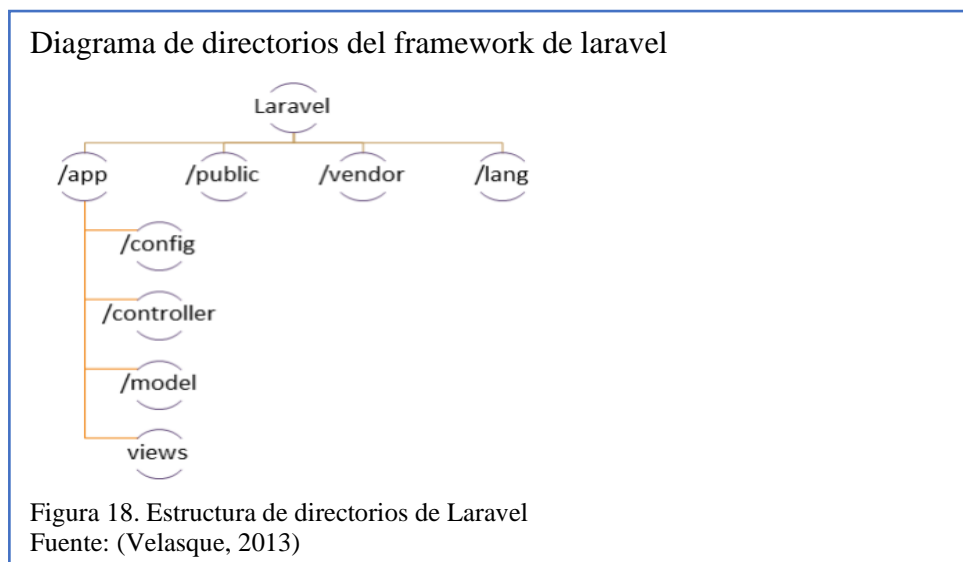 Diagrama de directorios del framework de laravel
Laravel
/app /public /vendor /lang
/config
/controller
/model
views
Figura 18. Estructura de directorios de Laravel
Fuente: (Velasque, 2013)